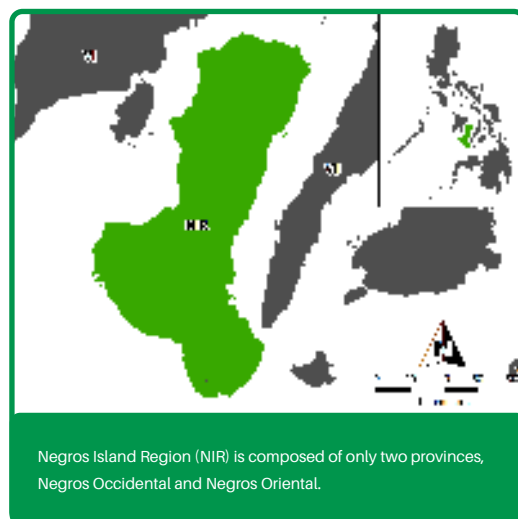 NIR
Negros Island Region (NIR) is composed of only two provinces,
Negros Occidental and Negros Oriental.